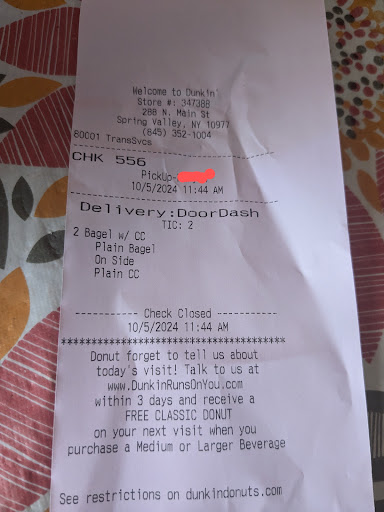 Welcome to Dunkin'
Store #: 347388
288 N. Main St
Spring Valley, NY 10977
(845) 352-1004
80001 TransSvcs
CHK 556
PickUp-
10/5/2024 11:44 AM
Delivery:DoorDash
TIC: 2
2 Bagel w/ CC
Plain Bagel
On Side
Plain CC
----------- Check Closed -----------
10/5/2024 11:44 AM
****************************************
Donut forget to tell us about
today's visit! Talk to us at
www.DunkinRunsOnYou.com
within 3 days and receive a
FREE CLASSIC DONUT
on your next visit when you
purchase a Medium or Larger Beverage
See restrictions on dunkindonuts.com